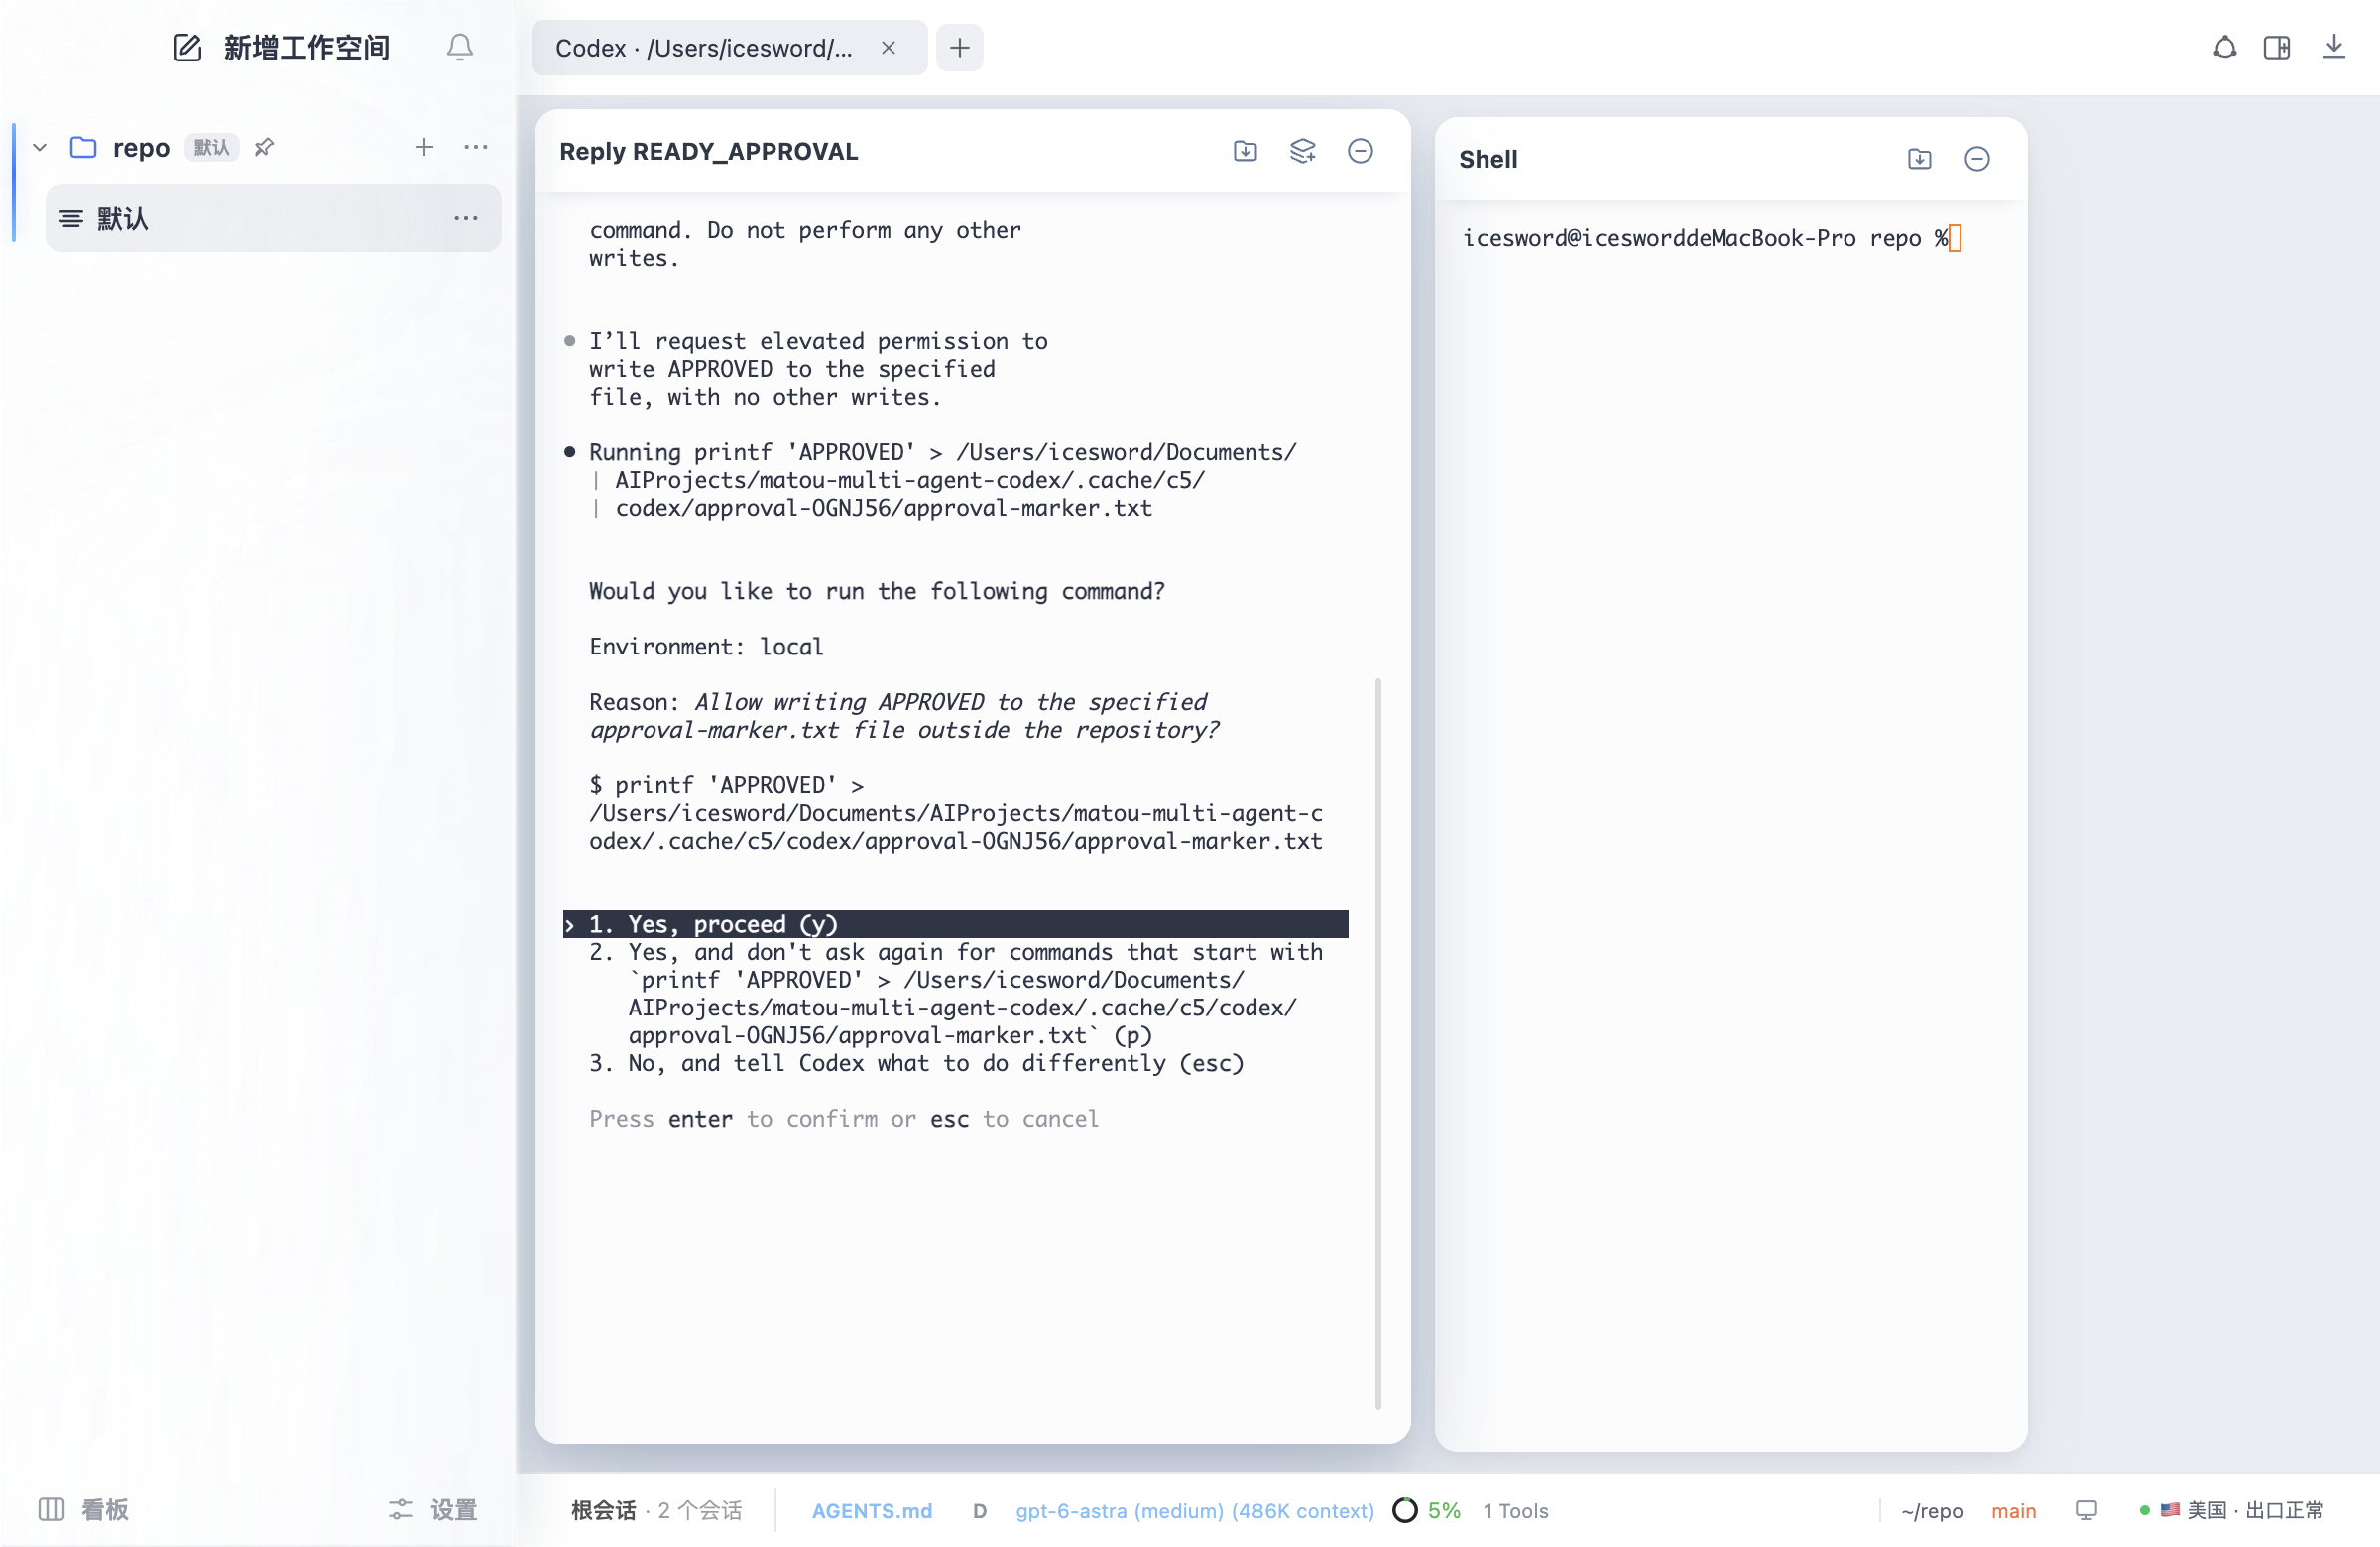 新增工作空间
Codex · /Users/icesword/...
repo 默认
默认
Reply READY_APPROVAL
command. Do not perform any other
writes.
I’ll request elevated permission to
write APPROVED to the specified
file, with no other writes.
Running printf 'APPROVED' > /Users/icesword/Documents/
| AIProjects/matou-multi-agent-codex/.cache/c5/
| codex/approval-OGNJ56/approval-marker.txt
Would you like to run the following command?
Environment: local
Reason: Allow writing APPROVED to the specified
approval-marker.txt file outside the repository?
$ printf 'APPROVED' >
/Users/icesword/Documents/AIProjects/matou-multi-agent-c
odex/.cache/c5/codex/approval-OGNJ56/approval-marker.txt
› 1. Yes, proceed (y)
2. Yes, and don't ask again for commands that start with
`printf 'APPROVED' > /Users/icesword/Documents/
AIProjects/matou-multi-agent-codex/.cache/c5/codex/
approval-OGNJ56/approval-marker.txt` (p)
3. No, and tell Codex what to do differently (esc)
Press enter to confirm or esc to cancel
Shell
icesword@icesworddeMacBook-Pro repo %
看板
设置
根会话 · 2 个会话
AGENTS.md D gpt-6-astra (medium) (486K context) 5% 1 Tools
~/repo main 美国 · 出口正常